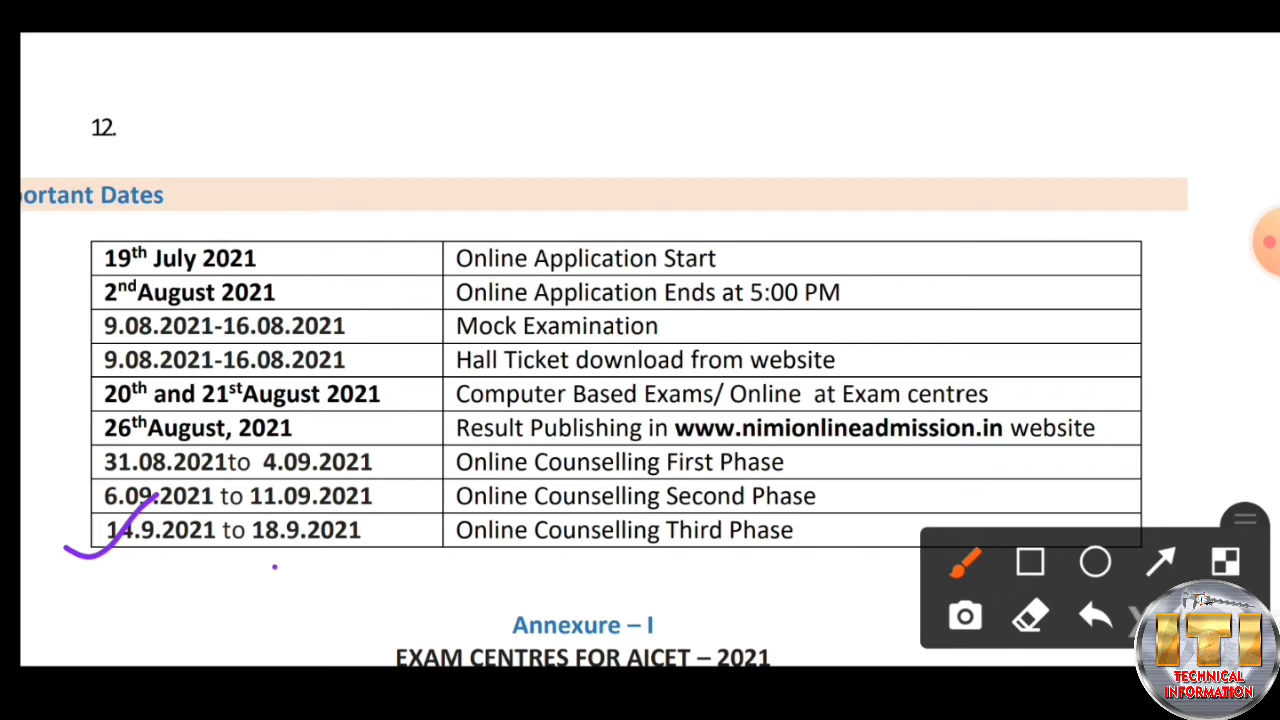 12.
portant Dates
19th July 2021 Online Application Start
2ndAugust 2021 Online Application Ends at 5:00 PM
9.08.2021-16.08.2021 Mock Examination
9.08.2021-16.08.2021 Hall Ticket download from website
20th and 21stAugust 2021 Computer Based Exams/ Online at Exam centres
26thAugust, 2021 Result Publishing in www.nimionlineadmission.in website
31.08.2021to 4.09.2021 Online Counselling First Phase
6.09.2021 to 11.09.2021 Online Counselling Second Phase
14.9.2021 to 18.9.2021 Online Counselling Third Phase
Annexure – I
EXAM CENTRES FOR AICET – 2021
ITI
TECHNICAL
INFORMATION